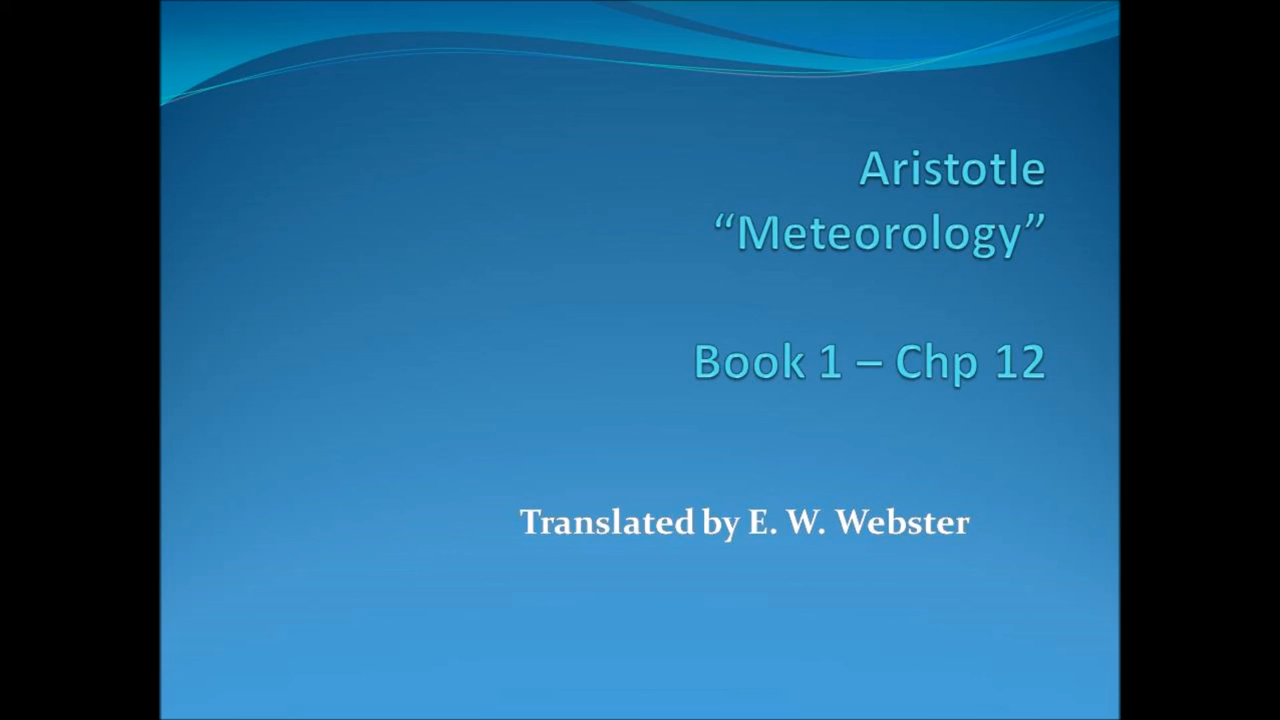 Aristotle
“Meteorology”
Book 1 – Chp 12
Translated by E. W. Webster